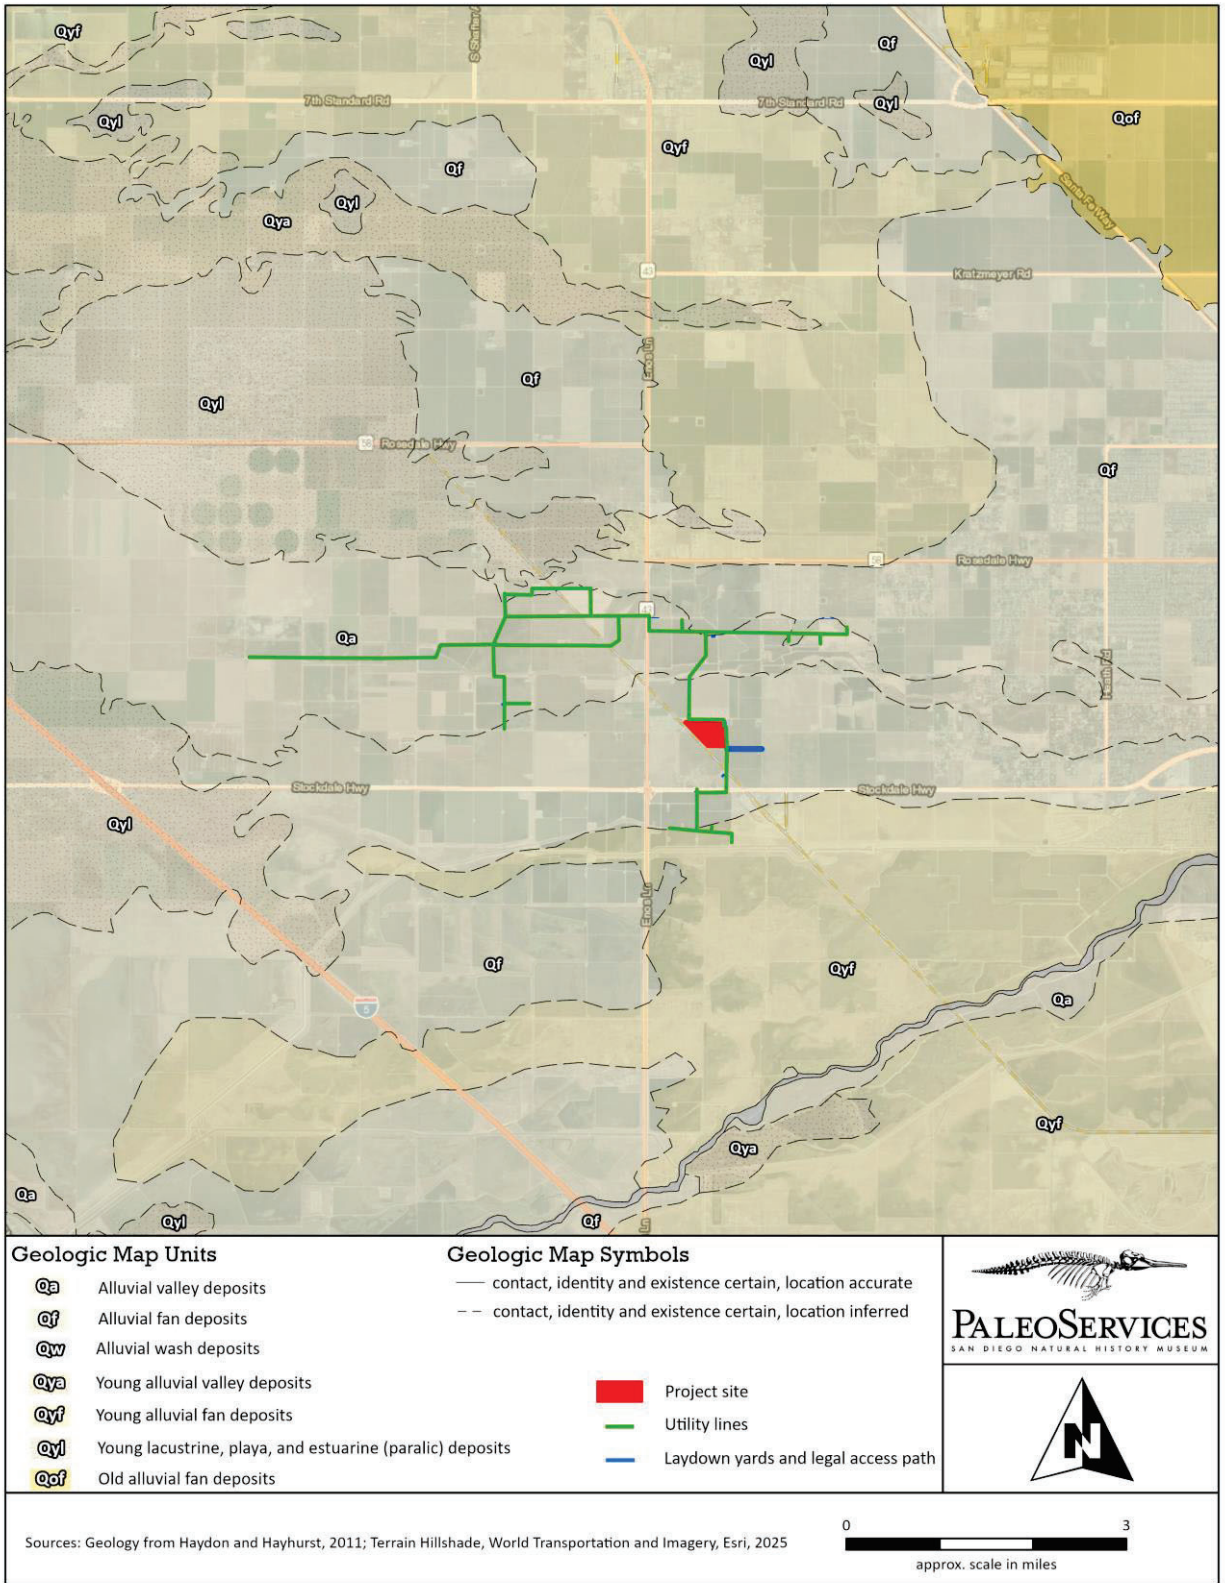 Qyf
S Shafter A
Qyl
Qf
7th Standard Rd
7th Standard Rd
Qyl
Qyl
Qof
Qyf
Qf
Santa Fe Way
Qyl
Qya
43
Kratzmeyer Rd
Enos Ln
Qf
Qyl
58
Rosedale Hwy
Qf
58
Rosedale Hwy
43
Qa
Heath Rd
Stockdale Hwy
Stockdale Hwy
Qyl
Enos Ln
Qf
Qyf
Qa
5
Qyf
Qya
Qa
Qyl
Qf
Ln
Geologic Map Units
Qa Alluvial valley deposits
Qf Alluvial fan deposits
Qw Alluvial wash deposits
Qya Young alluvial valley deposits
Qyf Young alluvial fan deposits
Qyl Young lacustrine, playa, and estuarine (paralic) deposits
Qof Old alluvial fan deposits
Geologic Map Symbols
contact, identity and existence certain, location accurate
contact, identity and existence certain, location inferred
Project site
Utility lines
Laydown yards and legal access path
PALEOSERVICES
SAN DIEGO NATURAL HISTORY MUSEUM
N
Sources: Geology from Haydon and Hayhurst, 2011; Terrain Hillshade, World Transportation and Imagery, Esri, 2025
0 3
approx. scale in miles